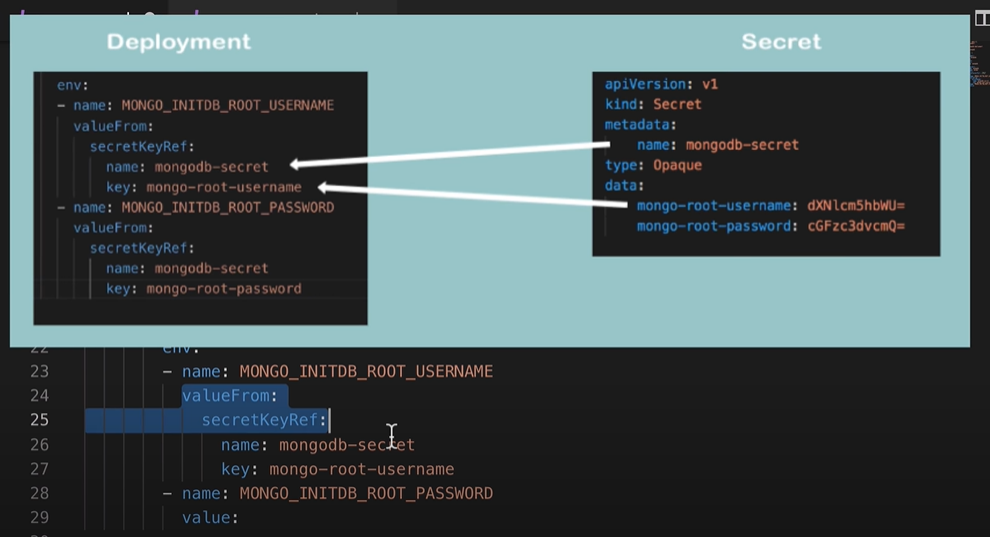 Deployment
env:
- name: MONGO_INITDB_ROOT_USERNAME
valueFrom:
secretKeyRef:
name: mongodb-secret
key: mongo-root-username
- name: MONGO_INITDB_ROOT_PASSWORD
valueFrom:
secretKeyRef:
name: mongodb-secret
key: mongo-root-password
Secret
apiVersion: v1
kind: Secret
metadata:
name: mongodb-secret
type: Opaque
data:
mongo-root-username: dXNlcm5hbWU=
mongo-root-password: cGFzc3dvcmQ=
22 env:
23 - name: MONGO_INITDB_ROOT_USERNAME
24 valueFrom:
25 secretKeyRef:
26 name: mongodb-secret
27 key: mongo-root-username
28 - name: MONGO_INITDB_ROOT_PASSWORD
29 value: